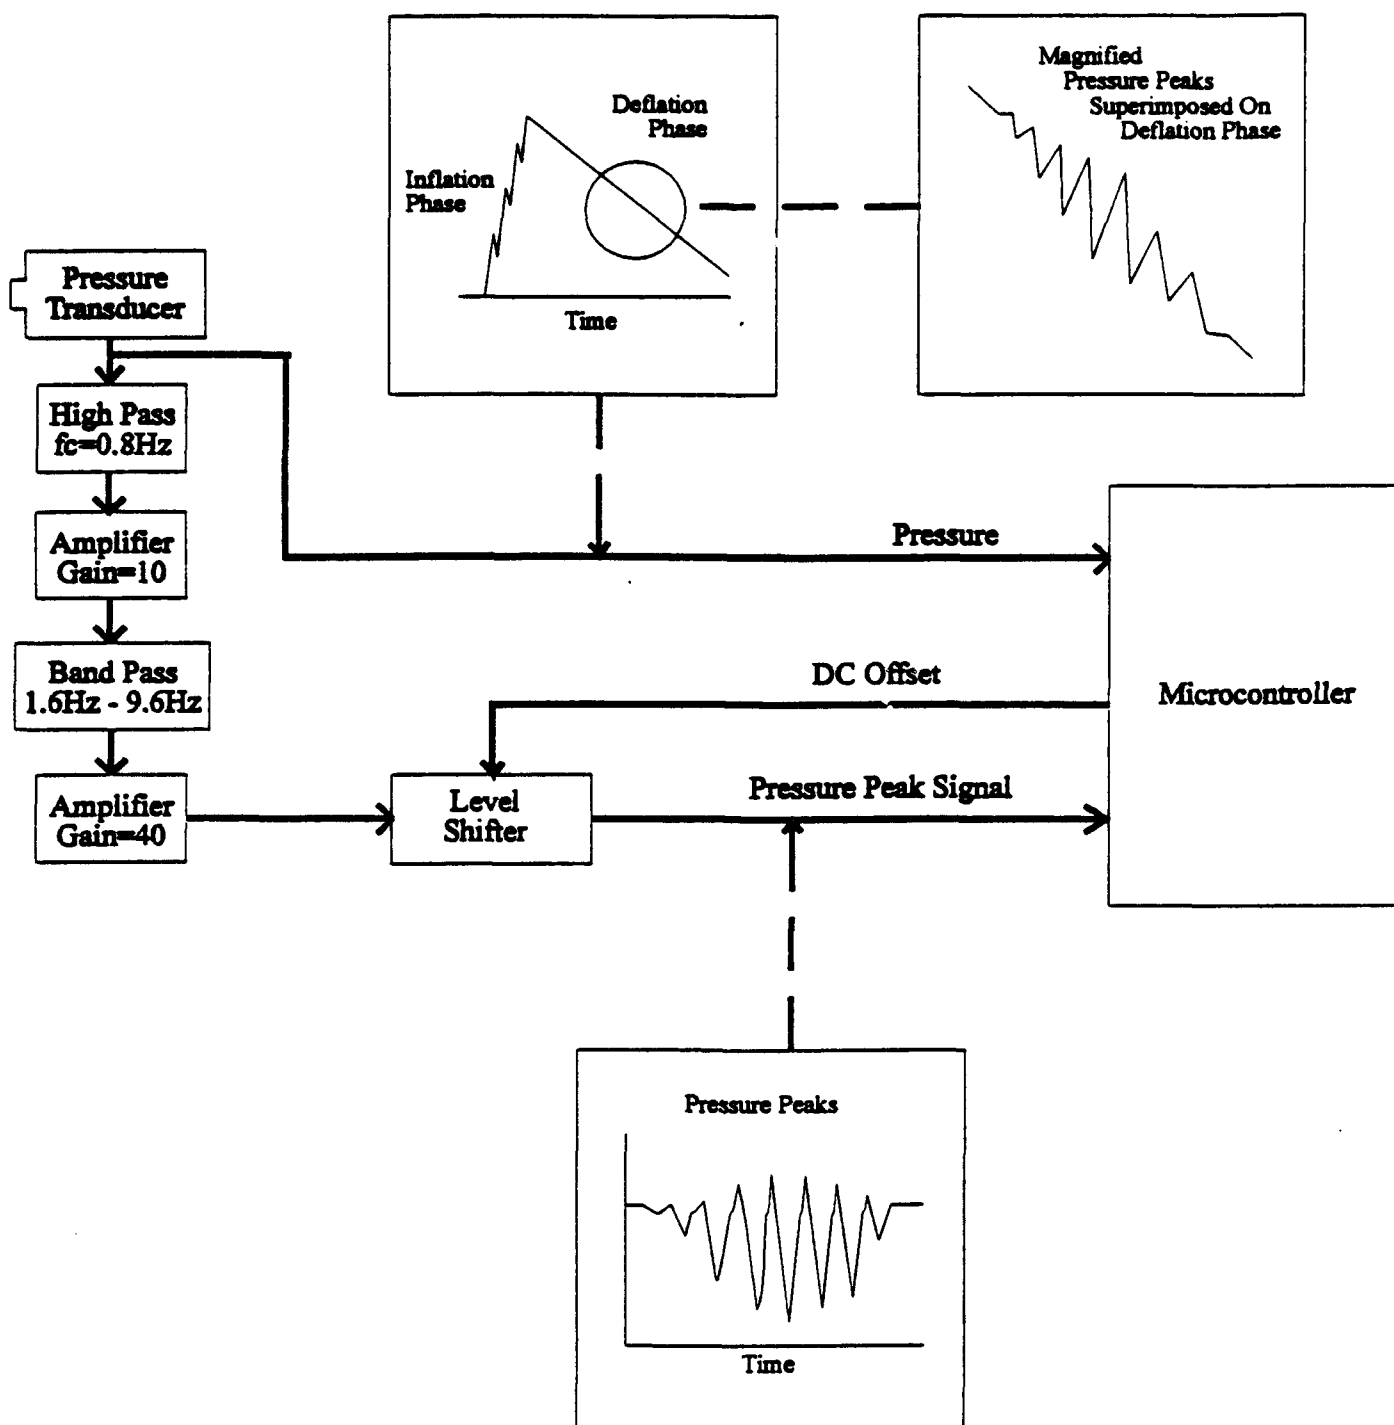 Magnified
Pressure Peaks
Superimposed On
Deflation Phase
Deflation
Phase
Inflation
Phase
Time
Pressure
Transducer
High Pass
fc=0.8Hz
Amplifier
Gain=10
Band Pass
1.6Hz - 9.6Hz
Amplifier
Gain=40
Pressure
DC Offset
Microcontroller
Level
Shifter
Pressure Peak Signal
Pressure Peaks
Time